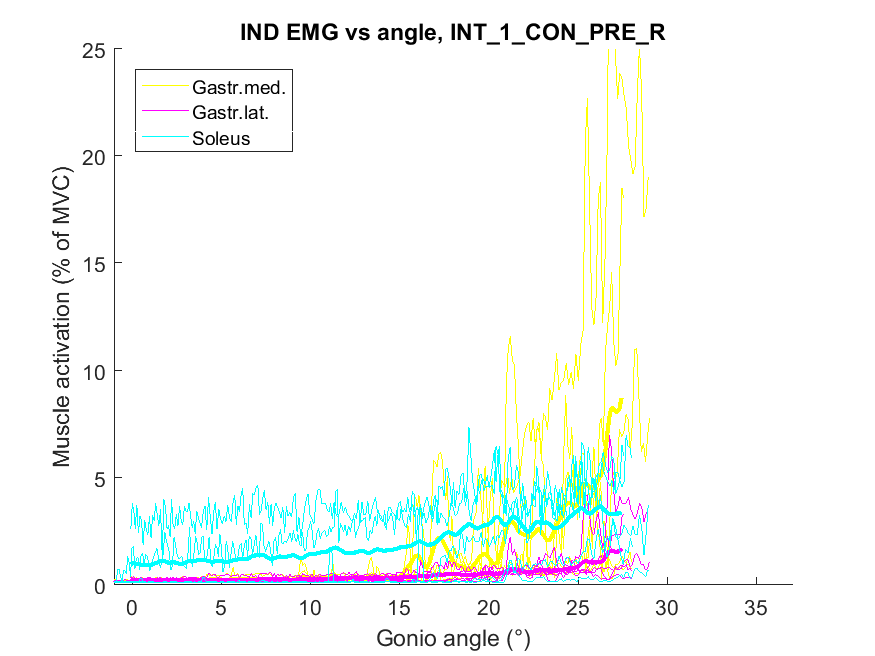 IND EMG vs angle, INT_1_CON_PRE_R
25
Gastr.med.
Gastr.lat.
Soleus
20
15
10
5
0
Muscle activation (% of MVC)
0 5 10 15 20 25 30 35
Gonio angle (°)